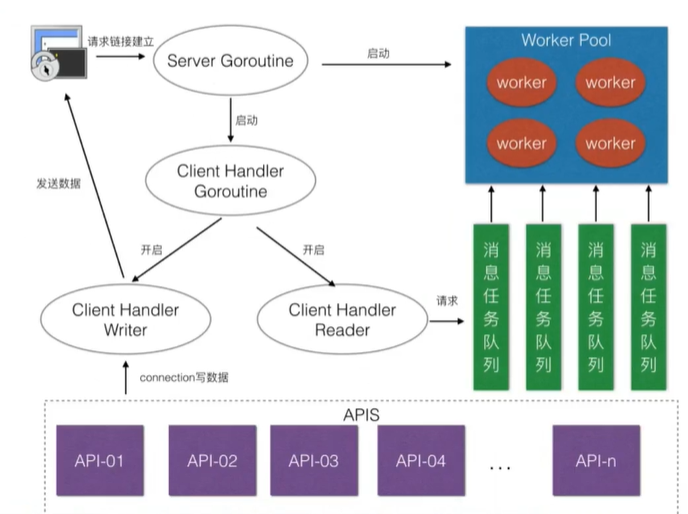 请求链接建立
Server Goroutine
启动
Worker Pool
worker
worker
worker
worker
启动
Client Handler
Goroutine
发送数据
开启
开启
Client Handler
Writer
Client Handler
Reader
请求
消息任务队列
消息任务队列
消息任务队列
消息任务队列
connection写数据
APIS
API-01
API-02
API-03
API-04
...
API-n